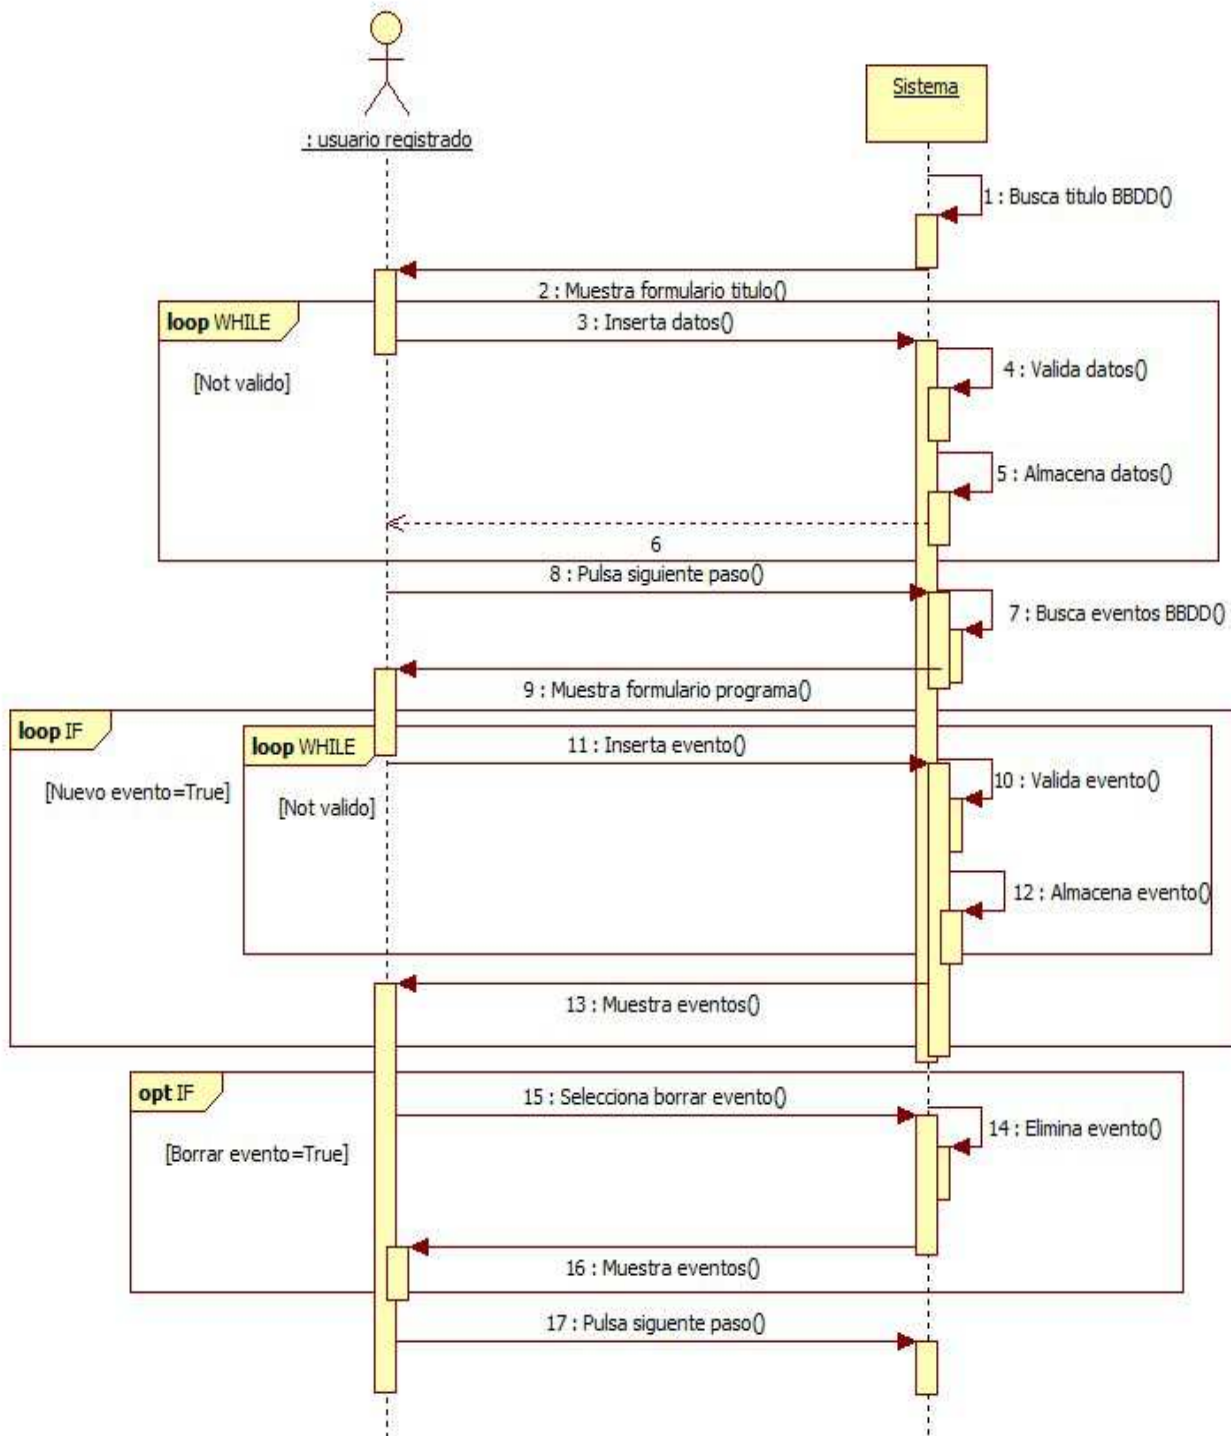 Sistema
: usuario registrado
1 : Busca titulo BBDD()
2 : Muestra formulario titulo()
loop WHILE
3 : Inserta datos()
[Not valido]
4 : Valida datos()
5 : Almacena datos()
6
8 : Pulsa siguiente paso()
7 : Busca eventos BBDD()
9 : Muestra formulario programa()
loop IF
loop WHILE
11 : Inserta evento()
[Nuevo evento=True]
[Not valido]
10 : Valida evento()
12 : Almacena evento()
13 : Muestra eventos()
opt IF
15 : Selecciona borrar evento()
14 : Elimina evento()
[Borrar evento=True]
16 : Muestra eventos()
17 : Pulsa siguente paso()